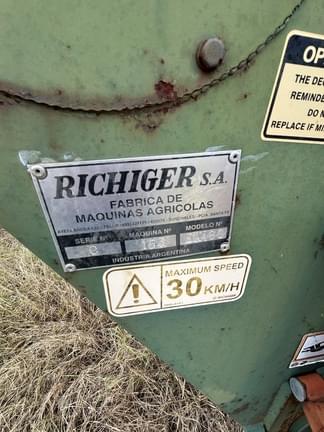 RICHIGER S.A.
FABRICA DE
MAQUINAS AGRICOLAS
SERIE Nº MAQUINA Nº MODELO Nº
C 164
INDUSTRIA ARGENTINA
MAXIMUM SPEED
30 KM/H
OP
THE DE
REMINDE
DO N
REPLACE IF MI